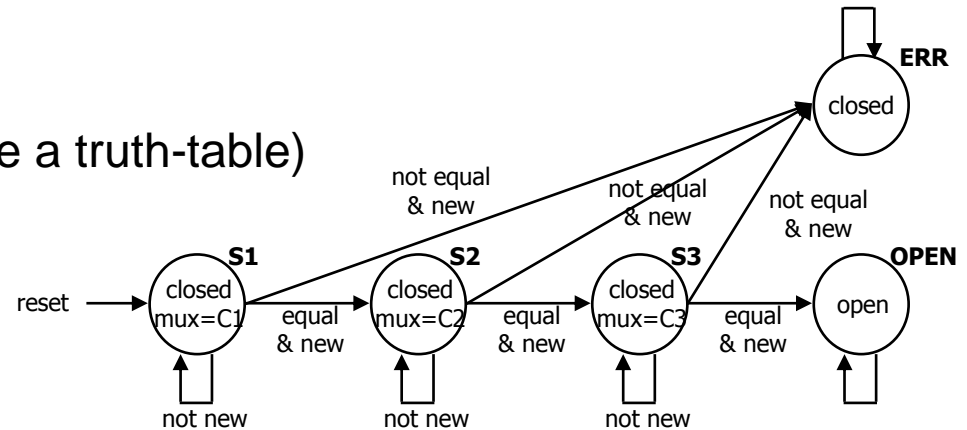 ERR
closed
e a truth-table)
not equal
& new
not equal
& new
not equal
& new
S1
S2
S3
OPEN
reset
closed
mux=C1
equal
& new
closed
mux=C2
equal
& new
closed
mux=C3
equal
& new
open
not new
not new
not new